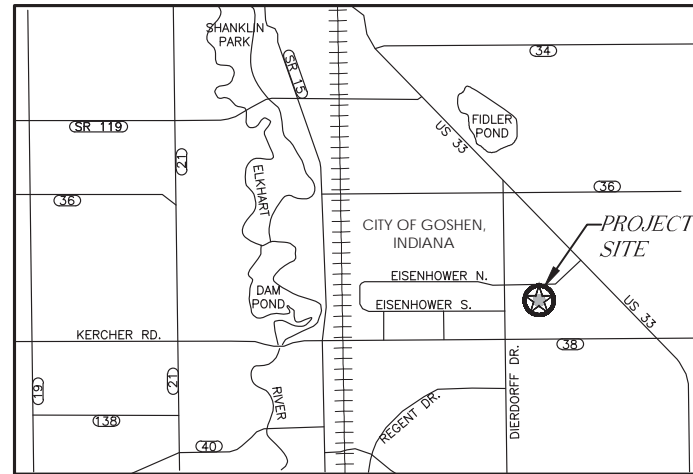 SHANKLIN
PARK
SR 15
34
SR 119
21
FIDLER
POND
US 33
ELKHART
36
36
CITY OF GOSHEN,
INDIANA
PROJECT
SITE
EISENHOWER N.
DAM
POND
EISENHOWER S.
US 33
KERCHER RD.
38
19
21
RIVER
REGENT DR.
DIERDORFF DR.
138
40